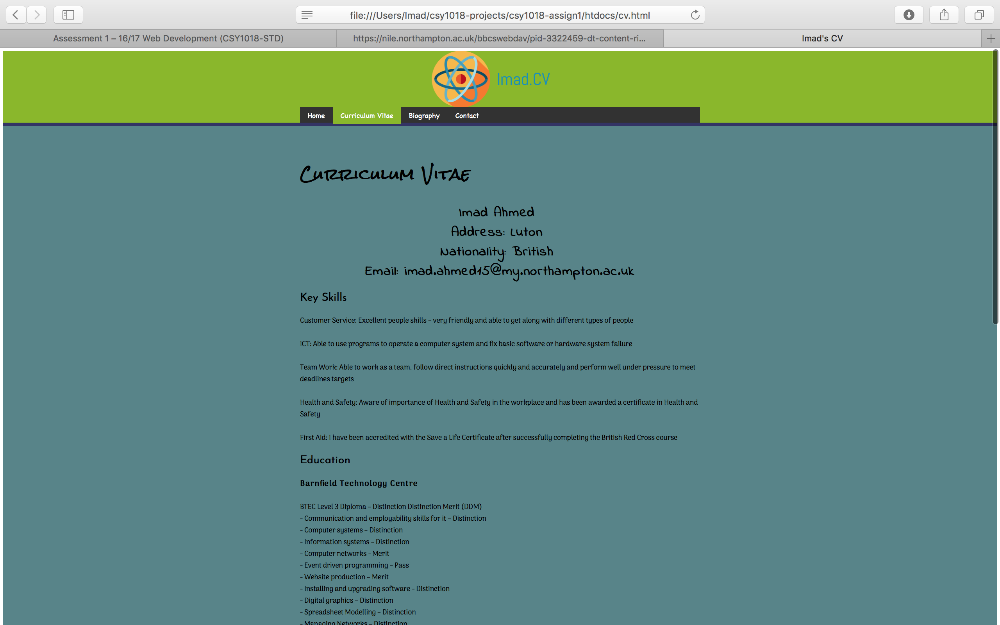 file:///Users/Imad/csy1018-projects/csy1018-assign1/htdocs/cv.html
Assessment 1 – 16/17 Web Development (CSY1018-STD)
https://nile.northampton.ac.uk/bbcswebdav/pid-3322459-dt-content-ri...
Imad's CV
Imad.CV
Home
Curriculum Vitae
Biography
Contact
Curriculum Vitae
Imad Ahmed
Address: Luton
Nationality: British
Email: imad.ahmed15@my.northampton.ac.uk
Key Skills
Customer Service: Excellent people skills – very friendly and able to get along with different types of people
ICT: Able to use programs to operate a computer system and fix basic software or hardware system failure
Team Work: Able to work as a team, follow direct instructions quickly and accurately and perform well under pressure to meet
deadlines targets
Health and Safety: Aware of importance of Health and Safety in the workplace and has been awarded a certificate in Health and
Safety
First Aid: I have been accredited with the Save a Life Certificate after successfully completing the British Red Cross course
Education
Barnfield Technology Centre
BTEC Level 3 Diploma – Distinction Distinction Merit (DDM)
- Communication and employability skills for it – Distinction
- Computer systems – Distinction
- Information systems – Distinction
- Computer networks - Merit
- Event driven programming – Pass
- Website production – Merit
- Installing and upgrading software - Distinction
- Digital graphics – Distinction
- Spreadsheet Modelling – Distinction
- Managing Networks – Distinction